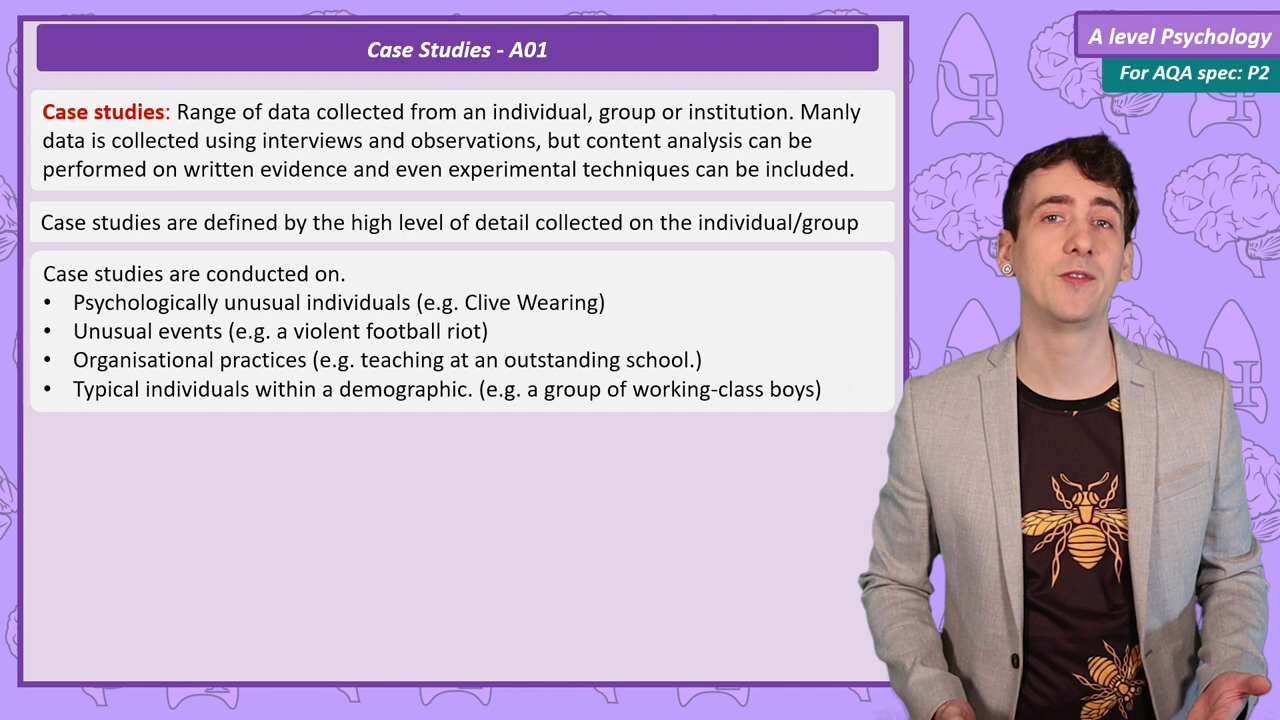 Case Studies - A01
A level Psychology
For AQA spec: P2
Case studies: Range of data collected from an individual, group or institution. Manly
data is collected using interviews and observations, but content analysis can be
performed on written evidence and even experimental techniques can be included.
Case studies are defined by the high level of detail collected on the individual/group
Case studies are conducted on.
• Psychologically unusual individuals (e.g. Clive Wearing)
• Unusual events (e.g. a violent football riot)
• Organisational practices (e.g. teaching at an outstanding school.)
• Typical individuals within a demographic. (e.g. a group of working-class boys)